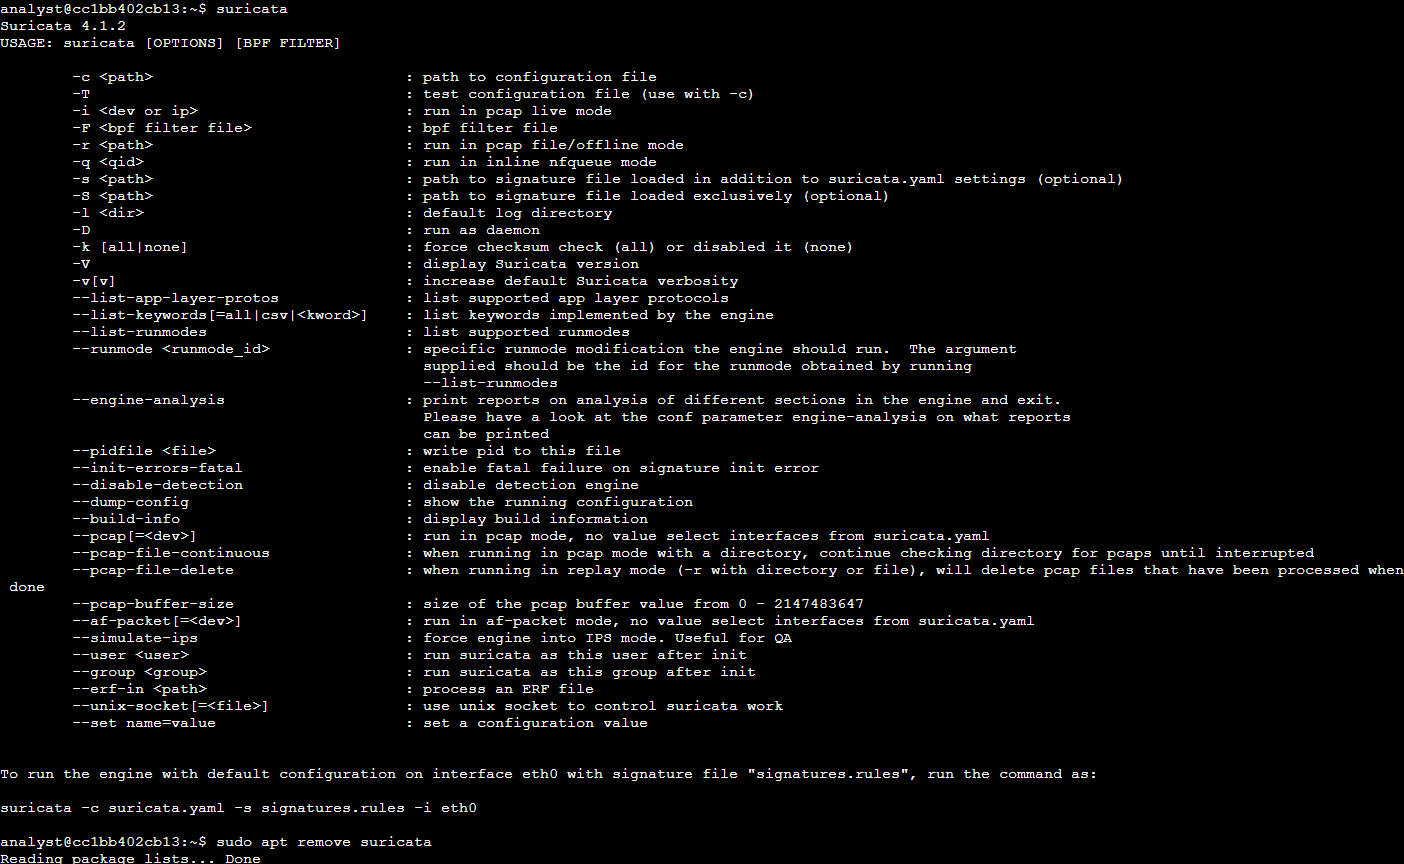 analyst@cc1bb402cb13:~$ suricata
Suricata 4.1.2
USAGE: suricata [OPTIONS] [BPF FILTER]
-c <path> : path to configuration file
-T : test configuration file (use with -c)
-i <dev or ip> : run in pcap live mode
-F <bpf filter file> : bpf filter file
-r <path> : run in pcap file/offline mode
-q <qid> : run in inline nfqueue mode
-s <path> : path to signature file loaded in addition to suricata.yaml settings (optional)
-S <path> : path to signature file loaded exclusively (optional)
-l <dir> : default log directory
-D : run as daemon
-k [all|none] : force checksum check (all) or disabled it (none)
-V : display Suricata version
-v[v] : increase default Suricata verbosity
--list-app-layer-protos : list supported app layer protocols
--list-keywords[=all|csv|<kword>] : list keywords implemented by the engine
--list-runmodes : list supported runmodes
--runmode <runmode_id> : specific runmode modification the engine should run.  The argument
supplied should be the id for the runmode obtained by running
--list-runmodes
--engine-analysis : print reports on analysis of different sections in the engine and exit.
Please have a look at the conf parameter engine-analysis on what reports
can be printed
--pidfile <file> : write pid to this file
--init-errors-fatal : enable fatal failure on signature init error
--disable-detection : disable detection engine
--dump-config : show the running configuration
--build-info : display build information
--pcap[=<dev>] : run in pcap mode, no value select interfaces from suricata.yaml
--pcap-file-continuous : when running in pcap mode with a directory, continue checking directory for pcaps until interrupted
--pcap-file-delete : when running in replay mode (-r with directory or file), will delete pcap files that have been processed when
done
--pcap-buffer-size : size of the pcap buffer value from 0 - 2147483647
--af-packet[=<dev>] : run in af-packet mode, no value select interfaces from suricata.yaml
--simulate-ips : force engine into IPS mode. Useful for QA
--user <user> : run suricata as this user after init
--group <group> : run suricata as this group after init
--erf-in <path> : process an ERF file
--unix-socket[=<file>] : use unix socket to control suricata work
--set name=value : set a configuration value
To run the engine with default configuration on interface eth0 with signature file "signatures.rules", run the command as:
suricata -c suricata.yaml -s signatures.rules -i eth0
analyst@cc1bb402cb13:~$ sudo apt remove suricata
Reading package lists... Done